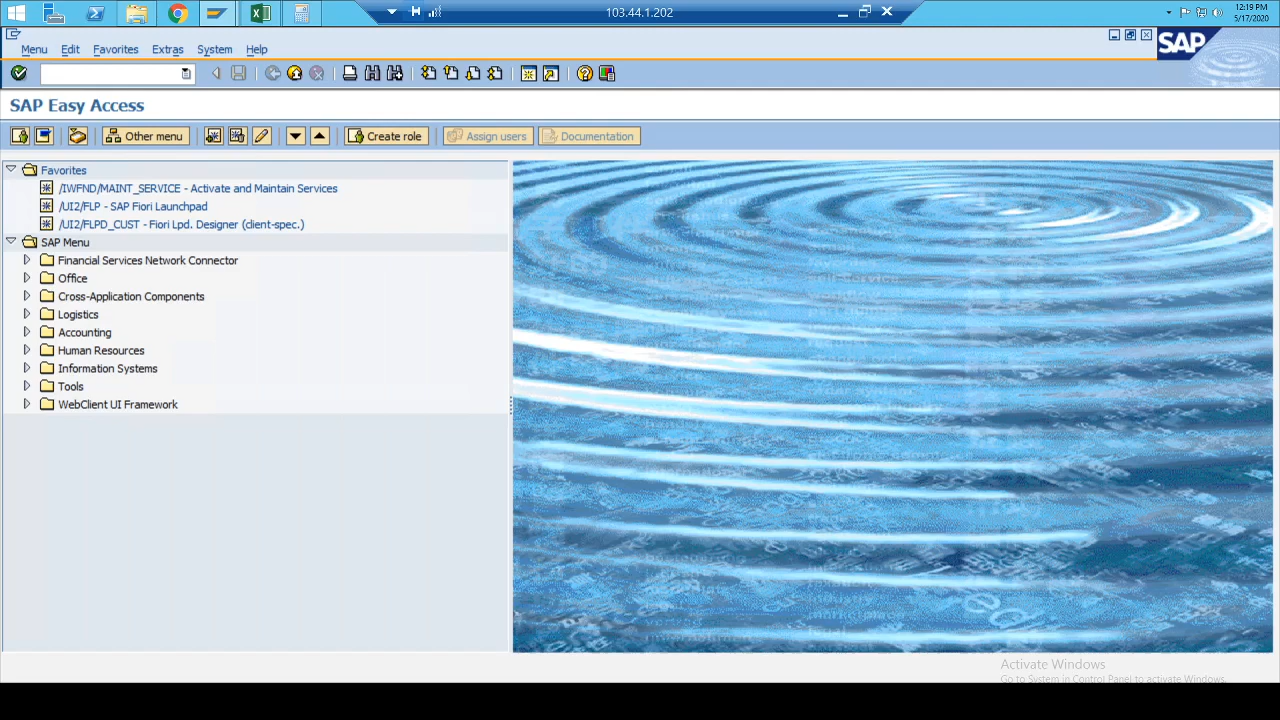 103.44.1.202
12:19 PM
5/17/2020
Menu Edit Favorites Extras System Help
SAP
SAP Easy Access
Other menu Create role Assign users Documentation
Favorites
/IWFND/MAINT_SERVICE - Activate and Maintain Services
/UI2/FLP - SAP Fiori Launchpad
/UI2/FLPD_CUST - Fiori Lpd. Designer (client-spec.)
SAP Menu
Financial Services Network Connector
Office
Cross-Application Components
Logistics
Accounting
Human Resources
Information Systems
Tools
WebClient UI Framework
Activate Windows
Go to System in Control Panel to activate Windows.